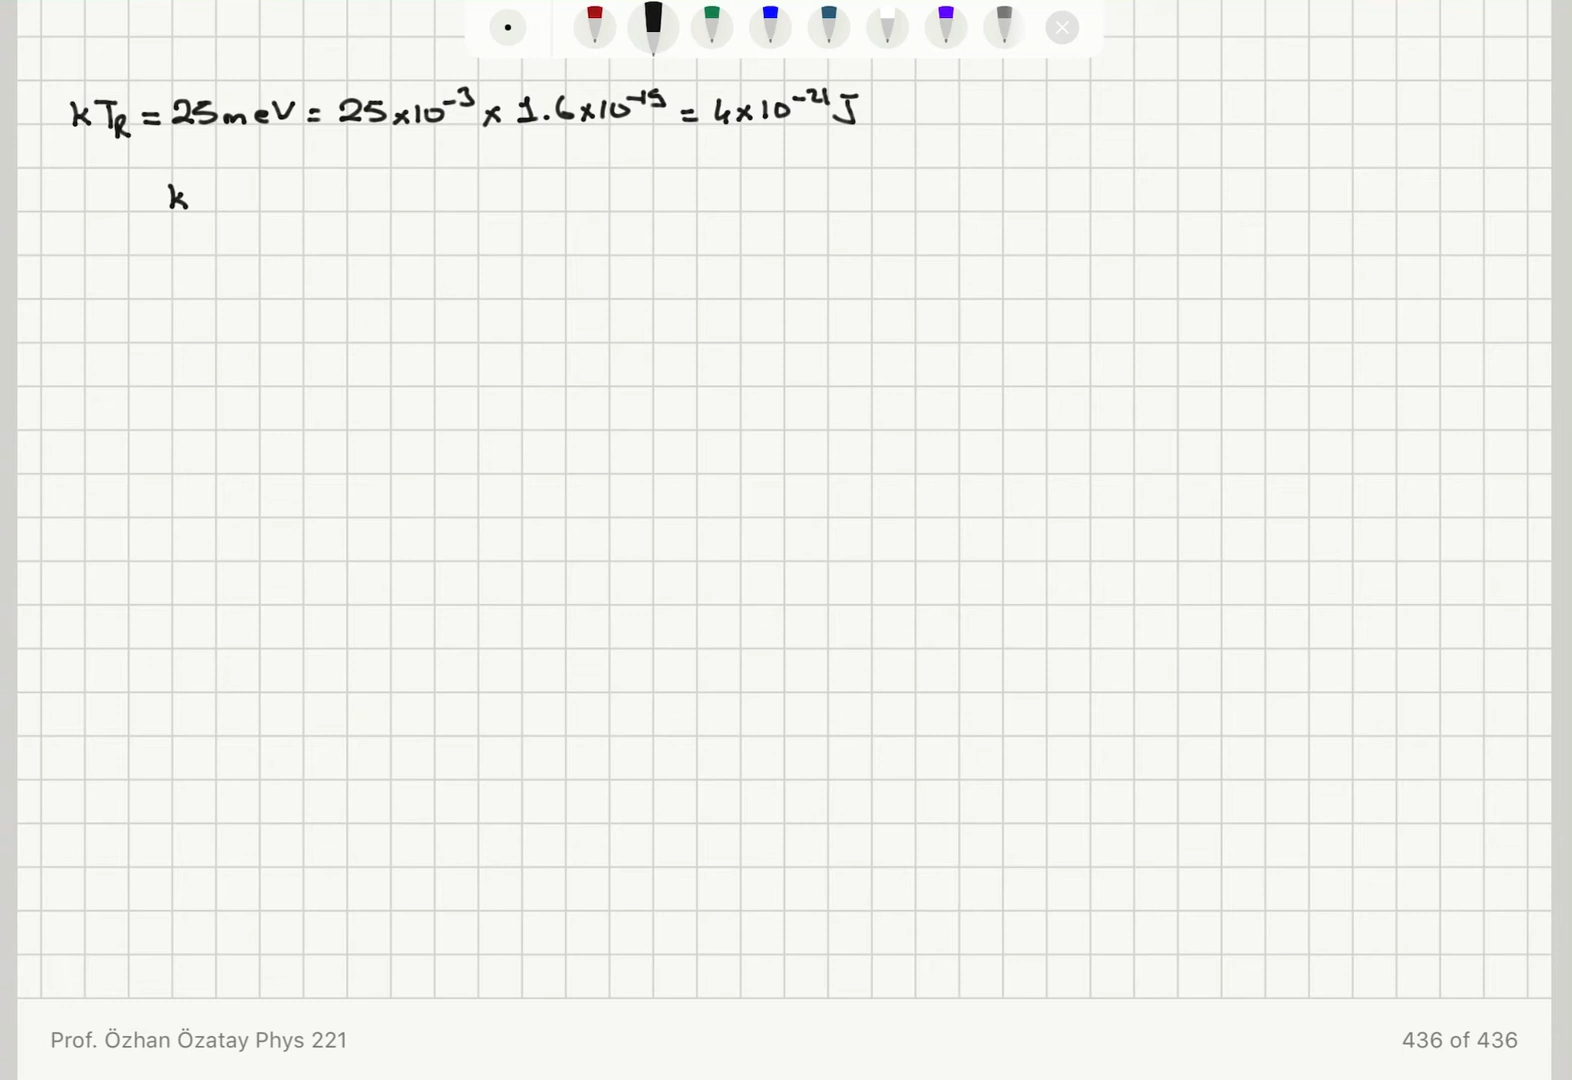 kT_R = 25meV = 25×10⁻³ × 1.6×10⁻¹⁹ = 4×10⁻²¹ J
k
Prof. Özhan Özatay Phys 221
436 of 436